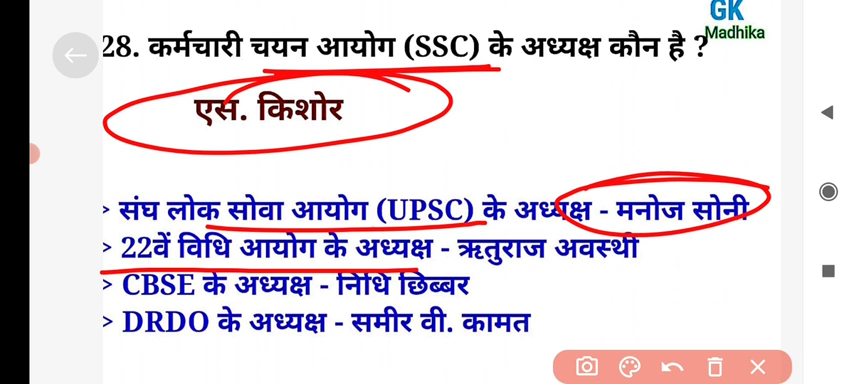 GK
Madhika
28. कर्मचारी चयन आयोग (SSC) के अध्यक्ष कौन है ?
एस. किशोर
> संघ लोक सोवा आयोग (UPSC) के अध्यक्ष - मनोज सोनी
> 22वें विधि आयोग के अध्यक्ष - ऋतुराज अवस्थी
> CBSE के अध्यक्ष - निधि छिब्बर
> DRDO के अध्यक्ष - समीर वी. कामत